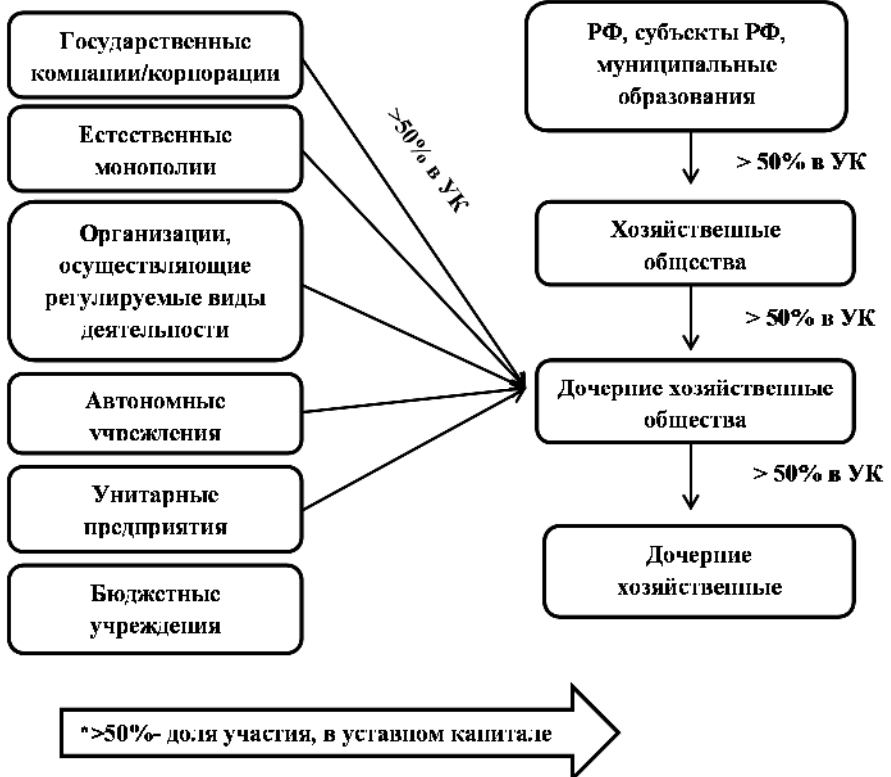 Государственные
компании/корпорации
Естественные
монополии
Организации,
осуществляющие
регулируемые виды
деятельности
Автономные
учреждения
Унитарные
предприятия
Бюджетные
учреждения
>50% в УК
РФ, субъекты РФ,
муниципальные
образования
> 50% в УК
Хозяйственные
общества
> 50% в УК
Дочерние хозяйственные
общества
> 50% в УК
Дочерние
хозяйственные
*>50%- доля участия, в уставном капитале